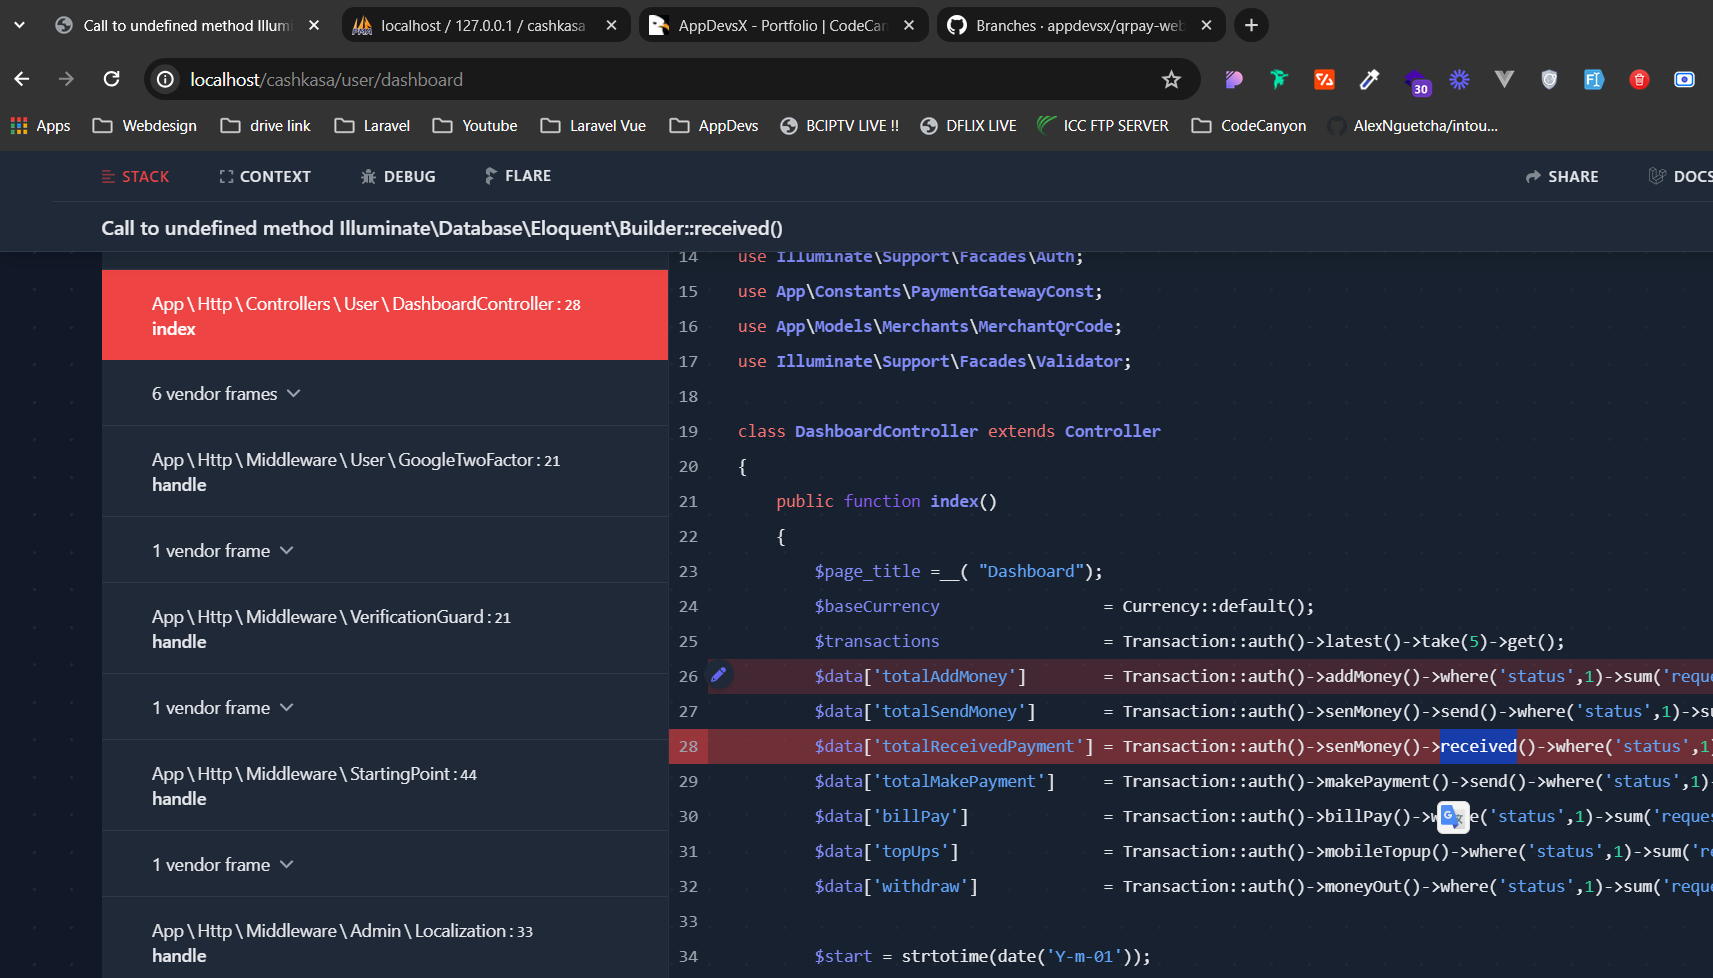 Call to undefined method Illumi
localhost / 127.0.0.1 / cashkasa
AppDevsX - Portfolio | CodeCan
Branches · appdevsx/qrpay-web
localhost/cashkasa/user/dashboard
30
Apps
Webdesign
drive link
Laravel
Youtube
Laravel Vue
AppDevs
BCIPTV LIVE !!
DFLIX LIVE
ICC FTP SERVER
CodeCanyon
AlexNguetcha/intou...
STACK
CONTEXT
DEBUG
FLARE
SHARE
DOCS
Call to undefined method Illuminate\Database\Eloquent\Builder::received()
App \ Http \ Controllers \ User \ DashboardController : 28
index
6 vendor frames
App \ Http \ Middleware \ User \ GoogleTwoFactor : 21
handle
1 vendor frame
App \ Http \ Middleware \ VerificationGuard : 21
handle
1 vendor frame
App \ Http \ Middleware \ StartingPoint : 44
handle
1 vendor frame
App \ Http \ Middleware \ Admin \ Localization : 33
handle
14 use Illuminate\Support\Facades\Auth;
15 use App\Constants\PaymentGatewayConst;
16 use App\Models\Merchants\MerchantQrCode;
17 use Illuminate\Support\Facades\Validator;
18
19 class DashboardController extends Controller
20 {
21 public function index()
22 {
23 $page_title =__( "Dashboard");
24 $baseCurrency = Currency::default();
25 $transactions = Transaction::auth()->latest()->take(5)->get();
26 $data['totalAddMoney'] = Transaction::auth()->addMoney()->where('status',1)->sum('reque
27 $data['totalSendMoney'] = Transaction::auth()->senMoney()->send()->where('status',1)->su
28 $data['totalReceivedPayment'] = Transaction::auth()->senMoney()->received()->where('status',1)
29 $data['totalMakePayment'] = Transaction::auth()->makePayment()->send()->where('status',1)-
30 $data['billPay'] = Transaction::auth()->billPay()->w e('status',1)->sum('reques
31 $data['topUps'] = Transaction::auth()->mobileTopup()->where('status',1)->sum('re
32 $data['withdraw'] = Transaction::auth()->moneyOut()->where('status',1)->sum('reque
33
34 $start = strtotime(date('Y-m-01'));